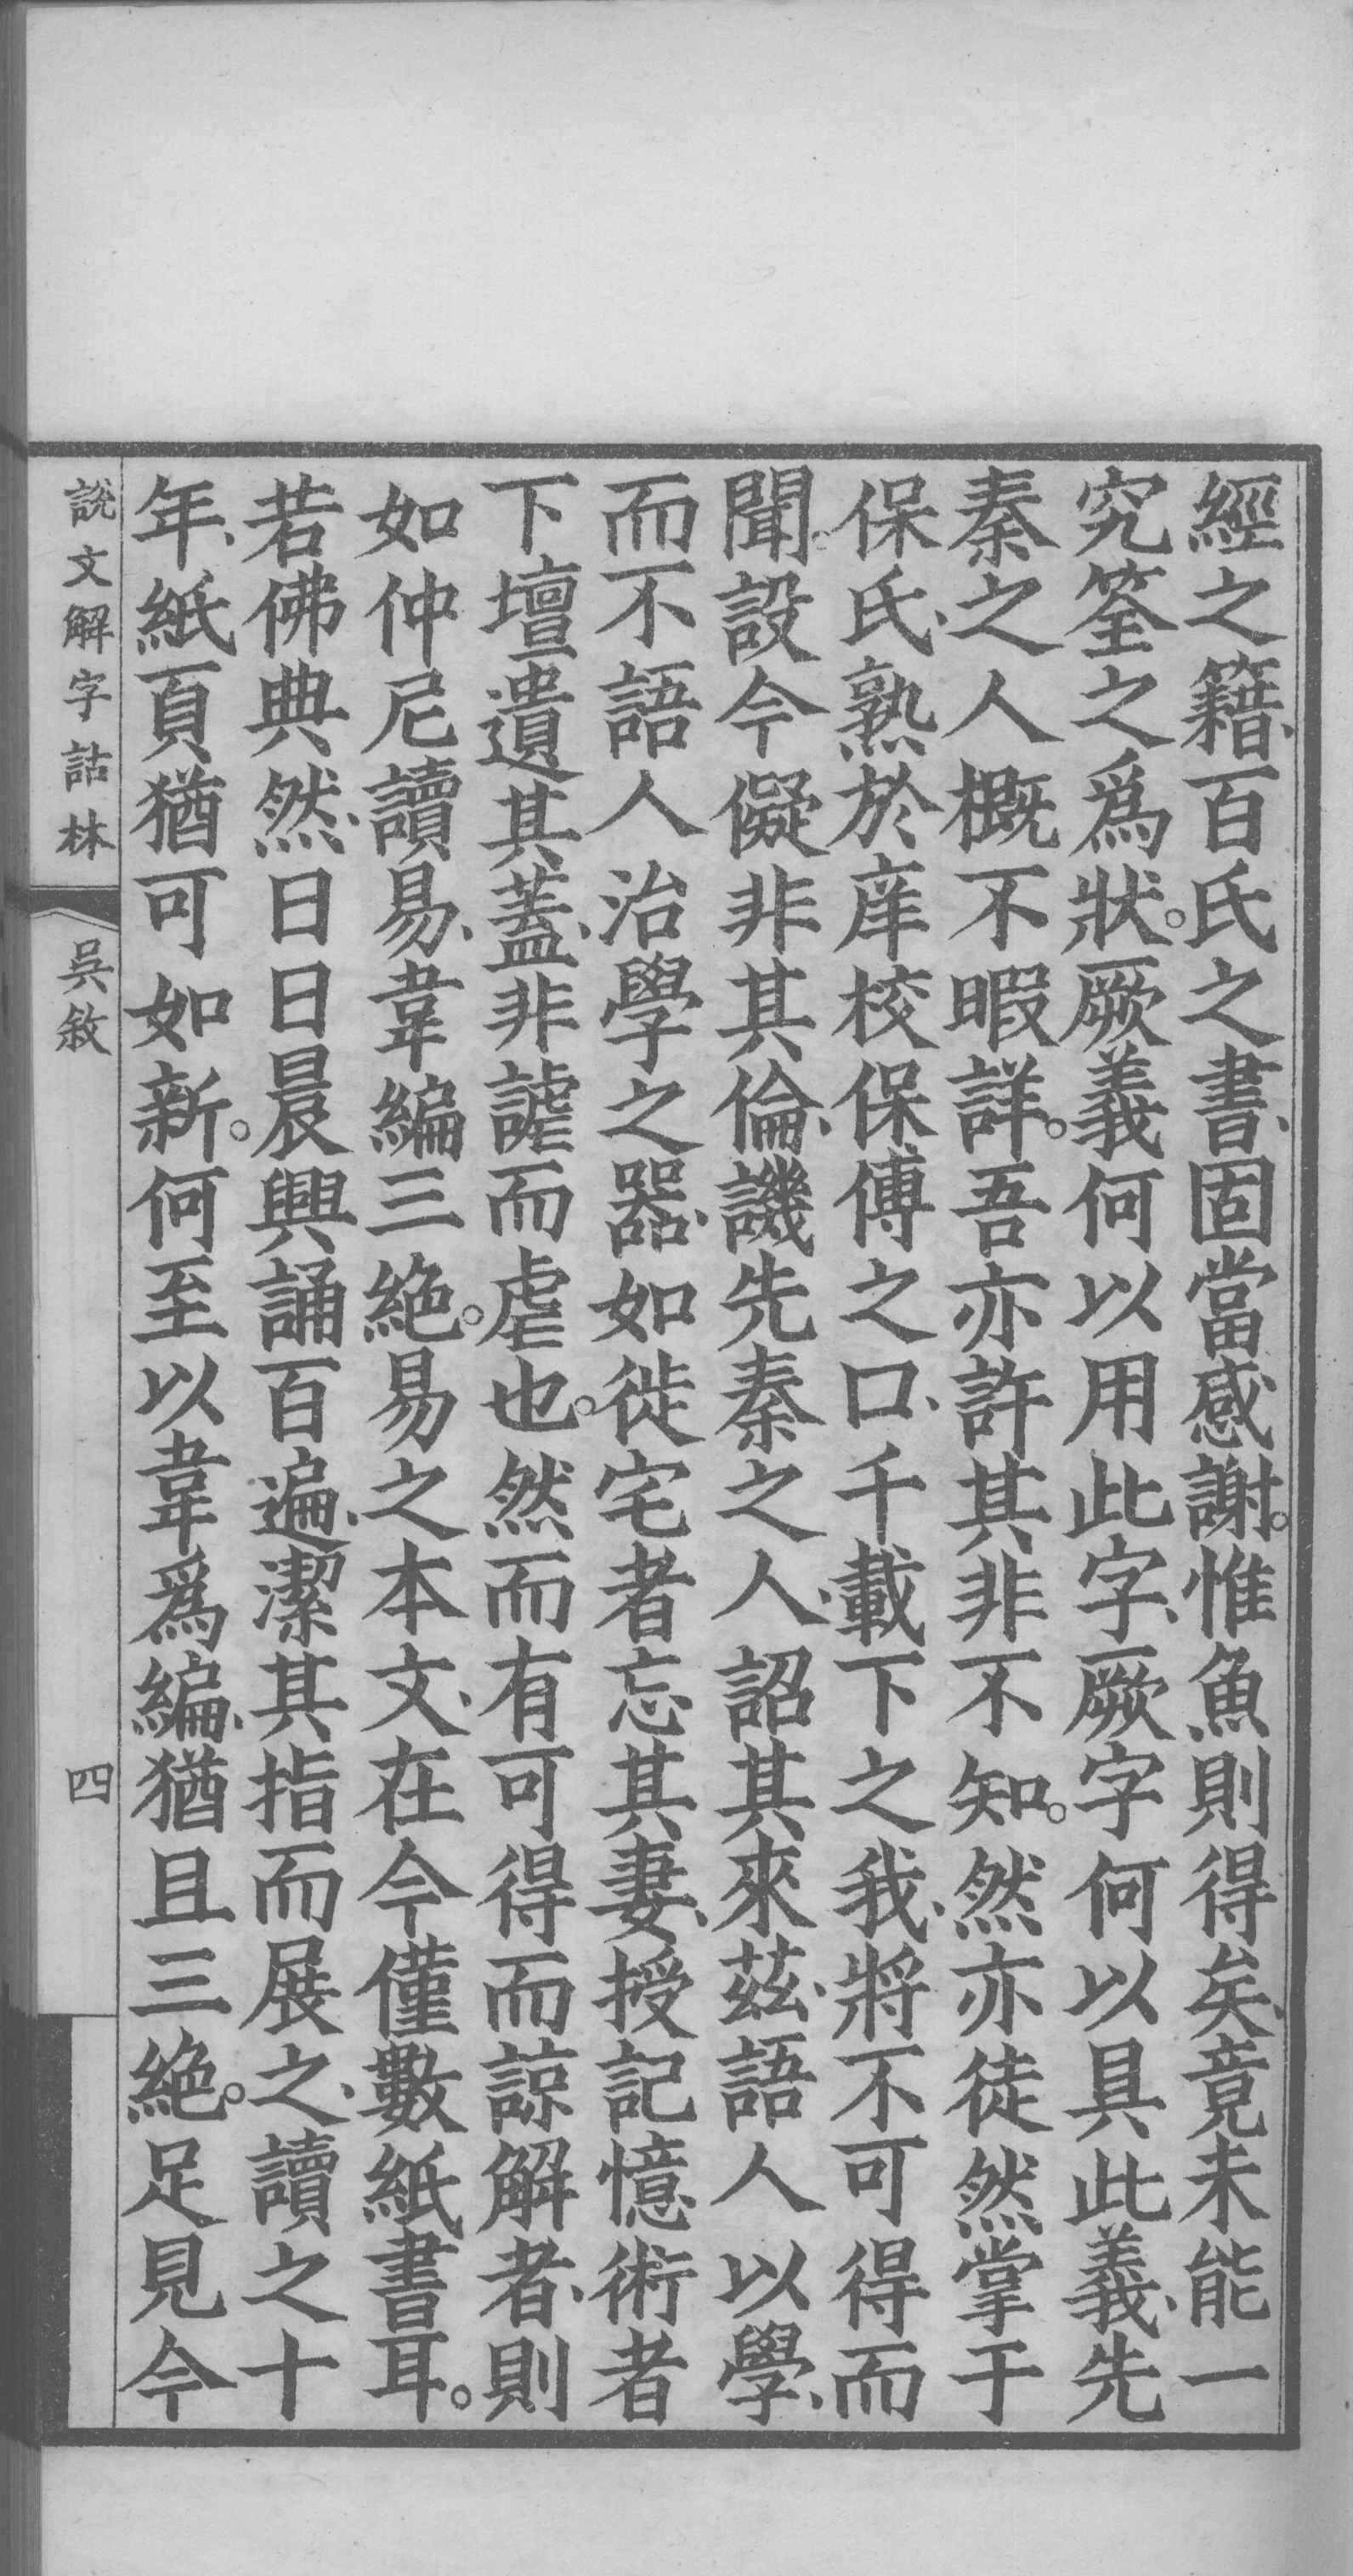 經之籍、百氏之書、固當感謝。惟魚則得矣、竟未能一
究筌之爲狀。厥義何以用此字、厥字何以具此義、先
秦之人概不暇詳。吾亦許其非不知。然亦徒然掌于
保氏、熟於庠校保傅之口、千載下之我、將不可得而
聞。設今儗非其倫、譏先秦之人、詔其來茲、語人以學、
而不語人治學之器、如徙宅者忘其妻、授記憶術者
下壇遺其蓋、非謔而虐也。然而有可得而諒解者、則
如仲尼讀易、韋編三絕。易之本文、在今僅數紙書耳。
若佛典然、日日晨興誦百遍、潔其指而展之、讀之十
年、紙頁猶可如新。何至以韋爲編、猶且三絕。足見今
說文解字詁林 吳敘 四